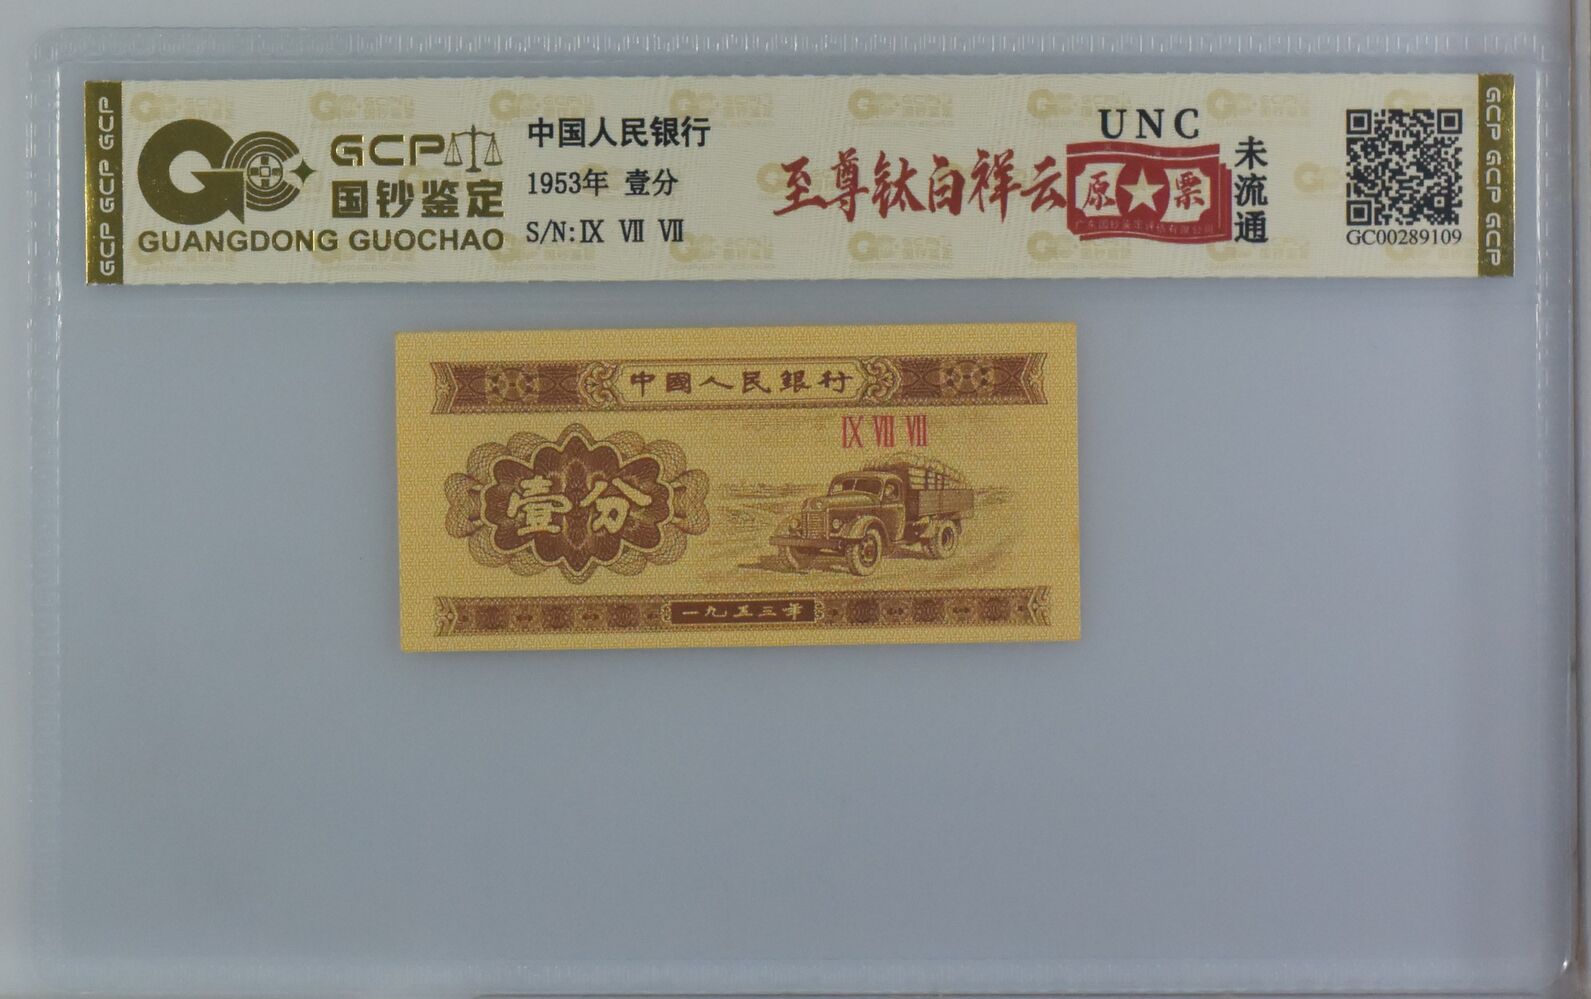 GCP GCP GCP
GCP
国钞鉴定
GUANGDONG GUOCHAO
中国人民银行
1953年 壹分
S/N:Ⅸ Ⅶ Ⅶ
至尊钛白祥云
原★票
UNC
未流通
GC00289109
GCP GCP GCP
中國人民銀行
Ⅸ Ⅶ Ⅶ
壹分
一九五三年